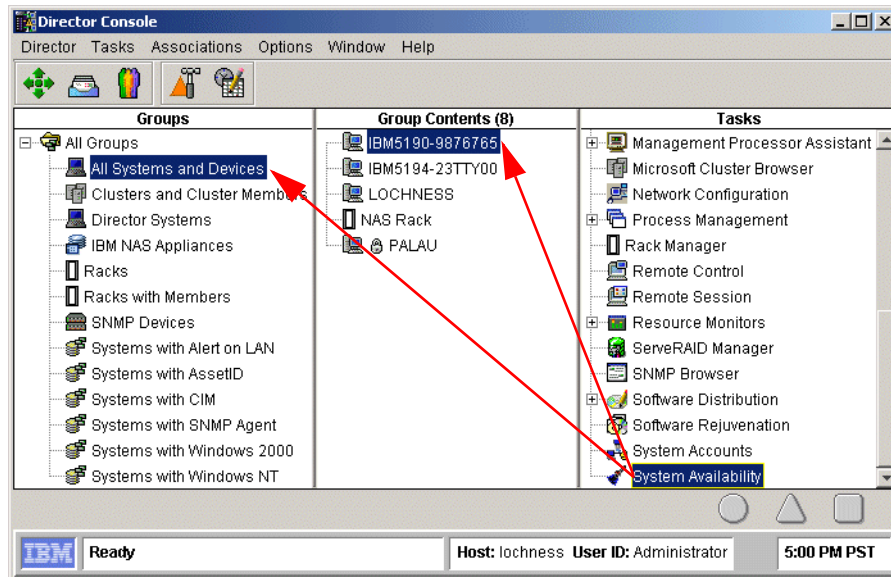 Director Console
Director Tasks Associations Options Window Help
Groups
All Groups
All Systems and Devices
Clusters and Cluster Members
Director Systems
IBM NAS Appliances
Racks
Racks with Members
SNMP Devices
Systems with Alert on LAN
Systems with AssetID
Systems with CIM
Systems with SNMP Agent
Systems with Windows 2000
Systems with Windows NT
Group Contents (8)
IBM5190-9876765
IBM5194-23TTY00
LOCHNESS
NAS Rack
PALAU
Tasks
Management Processor Assistant
Microsoft Cluster Browser
Network Configuration
Process Management
Rack Manager
Remote Control
Remote Session
Resource Monitors
ServeRAID Manager
SNMP Browser
Software Distribution
Software Rejuvenation
System Accounts
System Availability
IBM Ready Host: lochness User ID: Administrator 5:00 PM PST